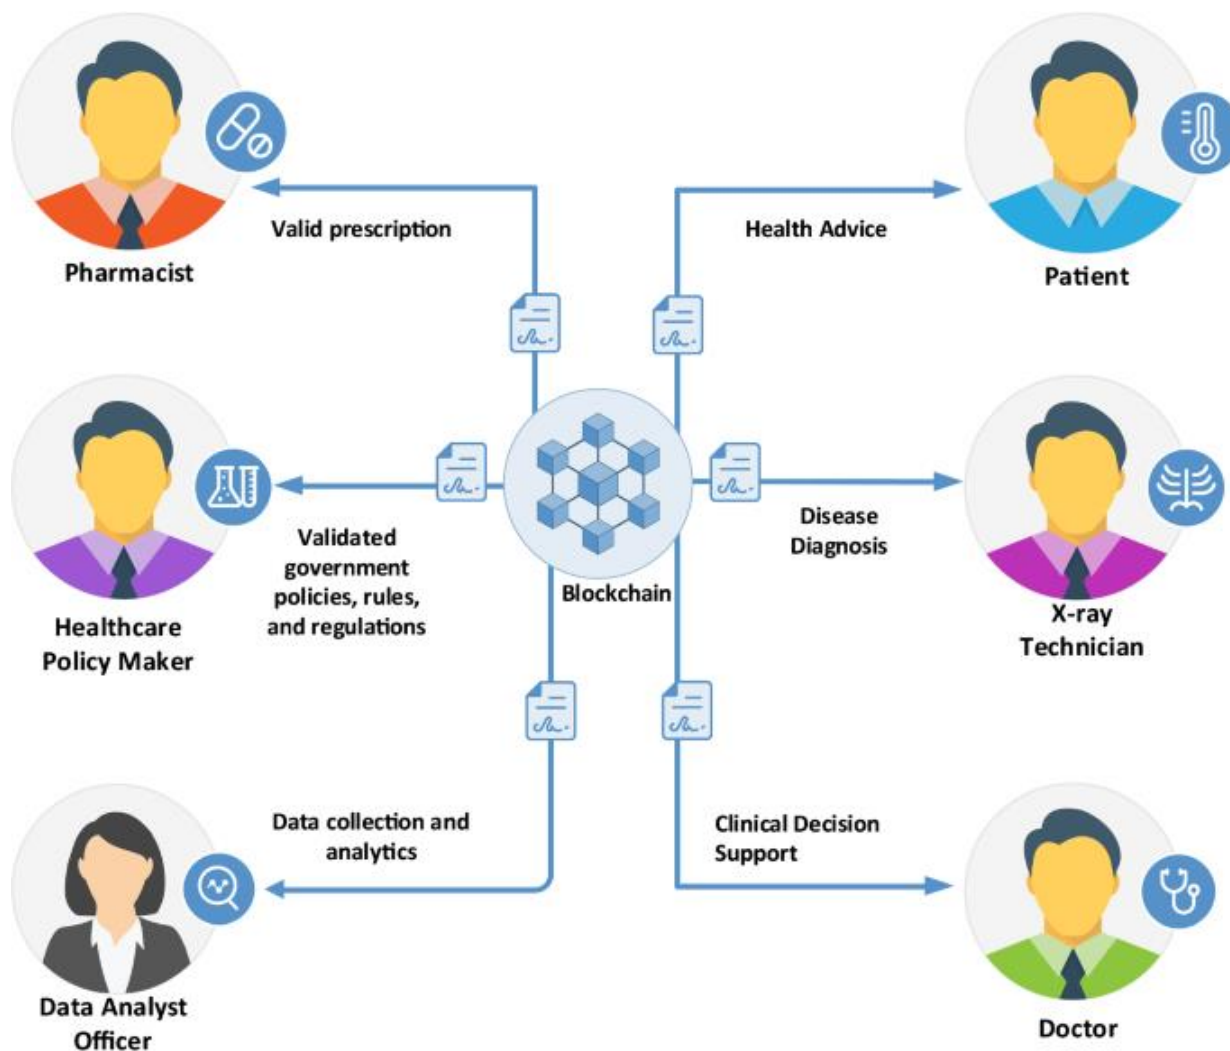 Valid prescription
Pharmacist
Health Advice
Patient
Validated
government
policies, rules,
and regulations
Healthcare
Policy Maker
Blockchain
Disease
Diagnosis
X-ray
Technician
Data collection and
analytics
Data Analyst
Officer
Clinical Decision
Support
Doctor